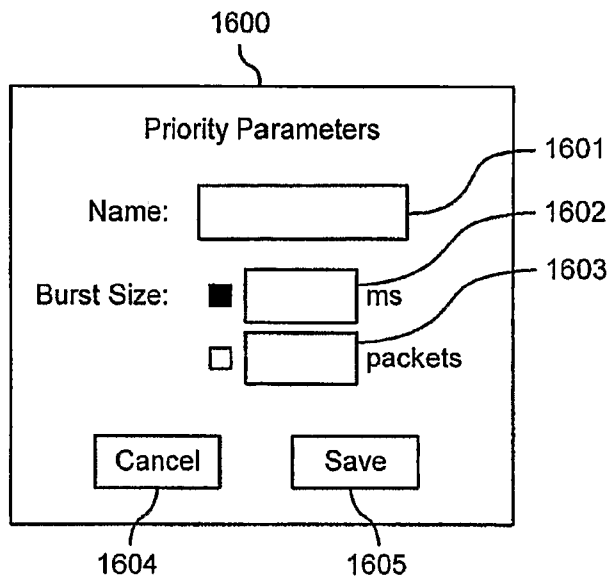 1600
Priority Parameters
1601
Name:
1602
Burst Size:
ms
1603
packets
Cancel
Save
1604
1605